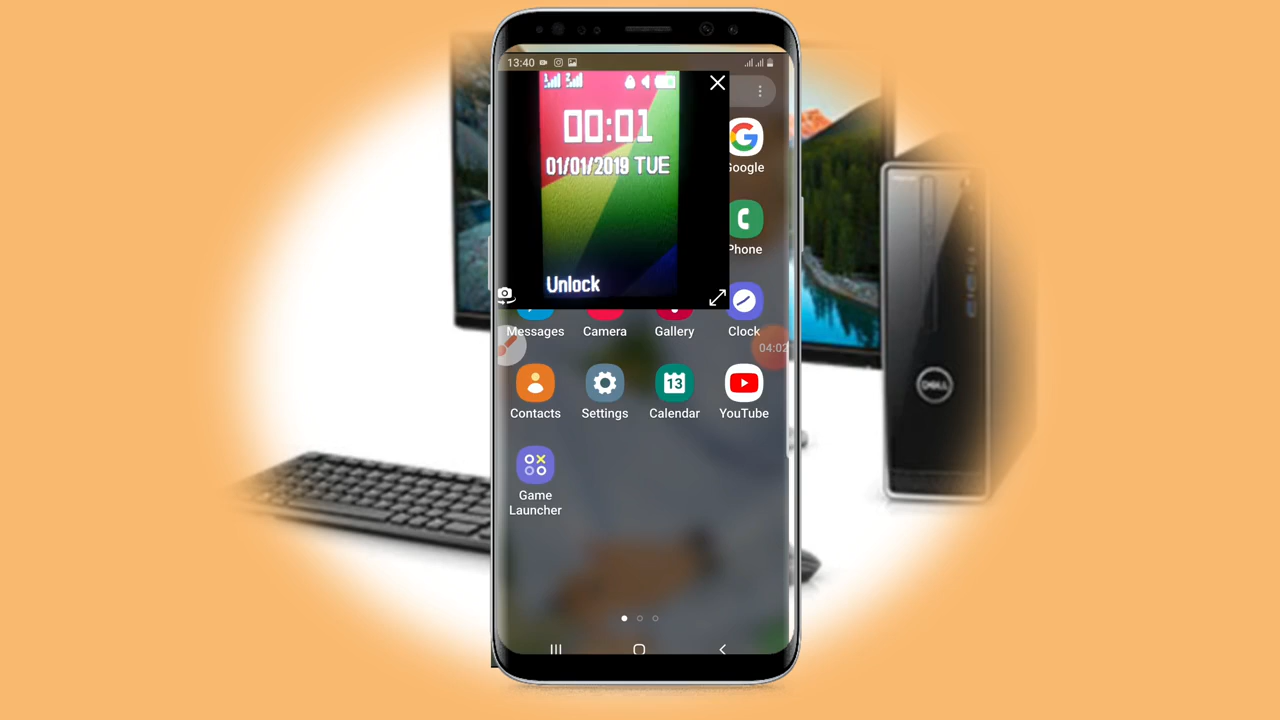 13:40
00:01
01/01/2019 TUE
Unlock
Google
Phone
Messages
Camera
Gallery
Clock
04:02
Contacts
Settings
13
Calendar
YouTube
Game
Launcher
DELL